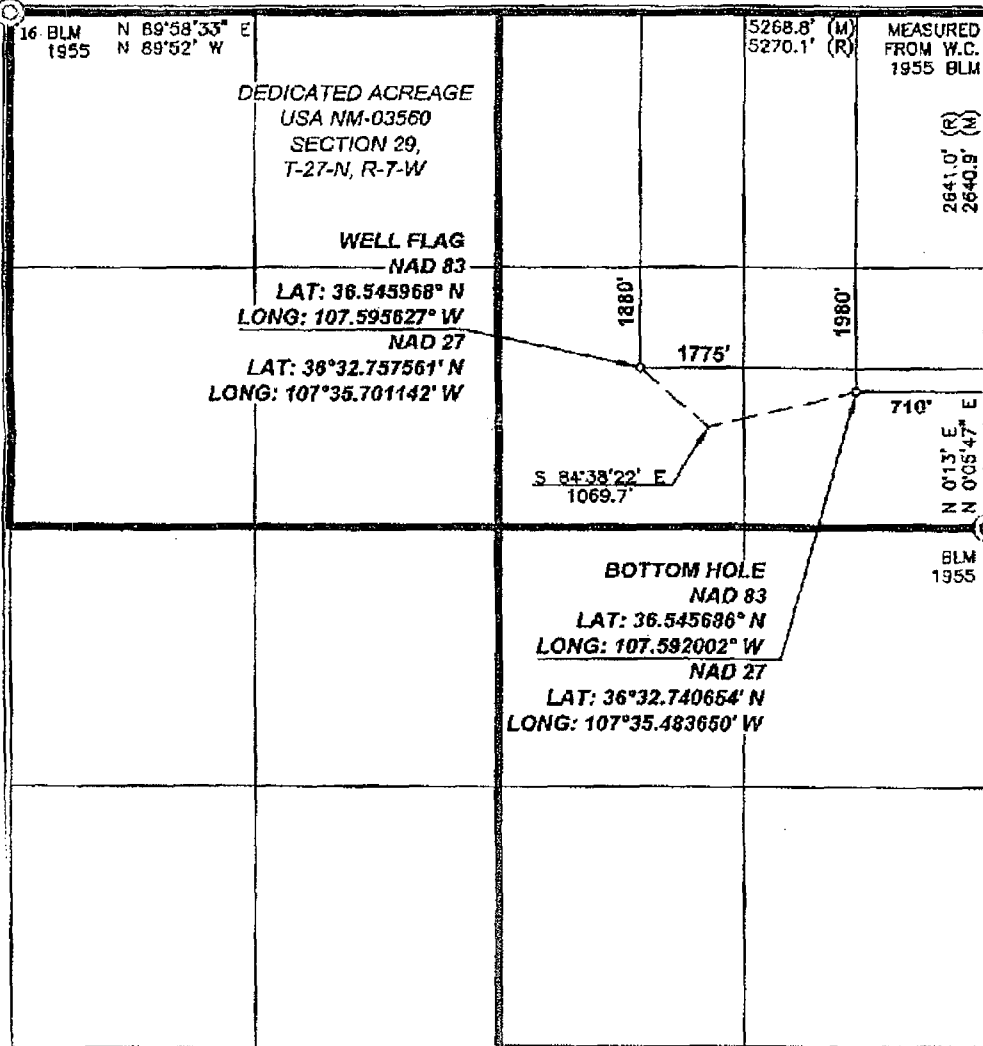 16 BLM
1955
N 89°58'33" E
N 89°52' W
5268.8' (M)
5270.1' (R)
MEASURED
FROM W.C.
1955 BLM
DEDICATED ACREAGE
USA NM-03560
SECTION 29,
T-27-N, R-7-W
2641.0' (R)
2640.9' (M)
WELL FLAG
NAD 83
LAT: 36.545968° N
LONG: 107.595627° W
NAD 27
LAT: 36°32.757561' N
LONG: 107°35.701142' W
1880'
1980'
1775'
710'
S 84°38'22' E
1069.7'
N 0°13' E
N 0°05'47" E
BLM
1955
BOTTOM HOLE
NAD 83
LAT: 36.545686° N
LONG: 107.592002° W
NAD 27
LAT: 36°32.740654' N
LONG: 107°35.483650' W